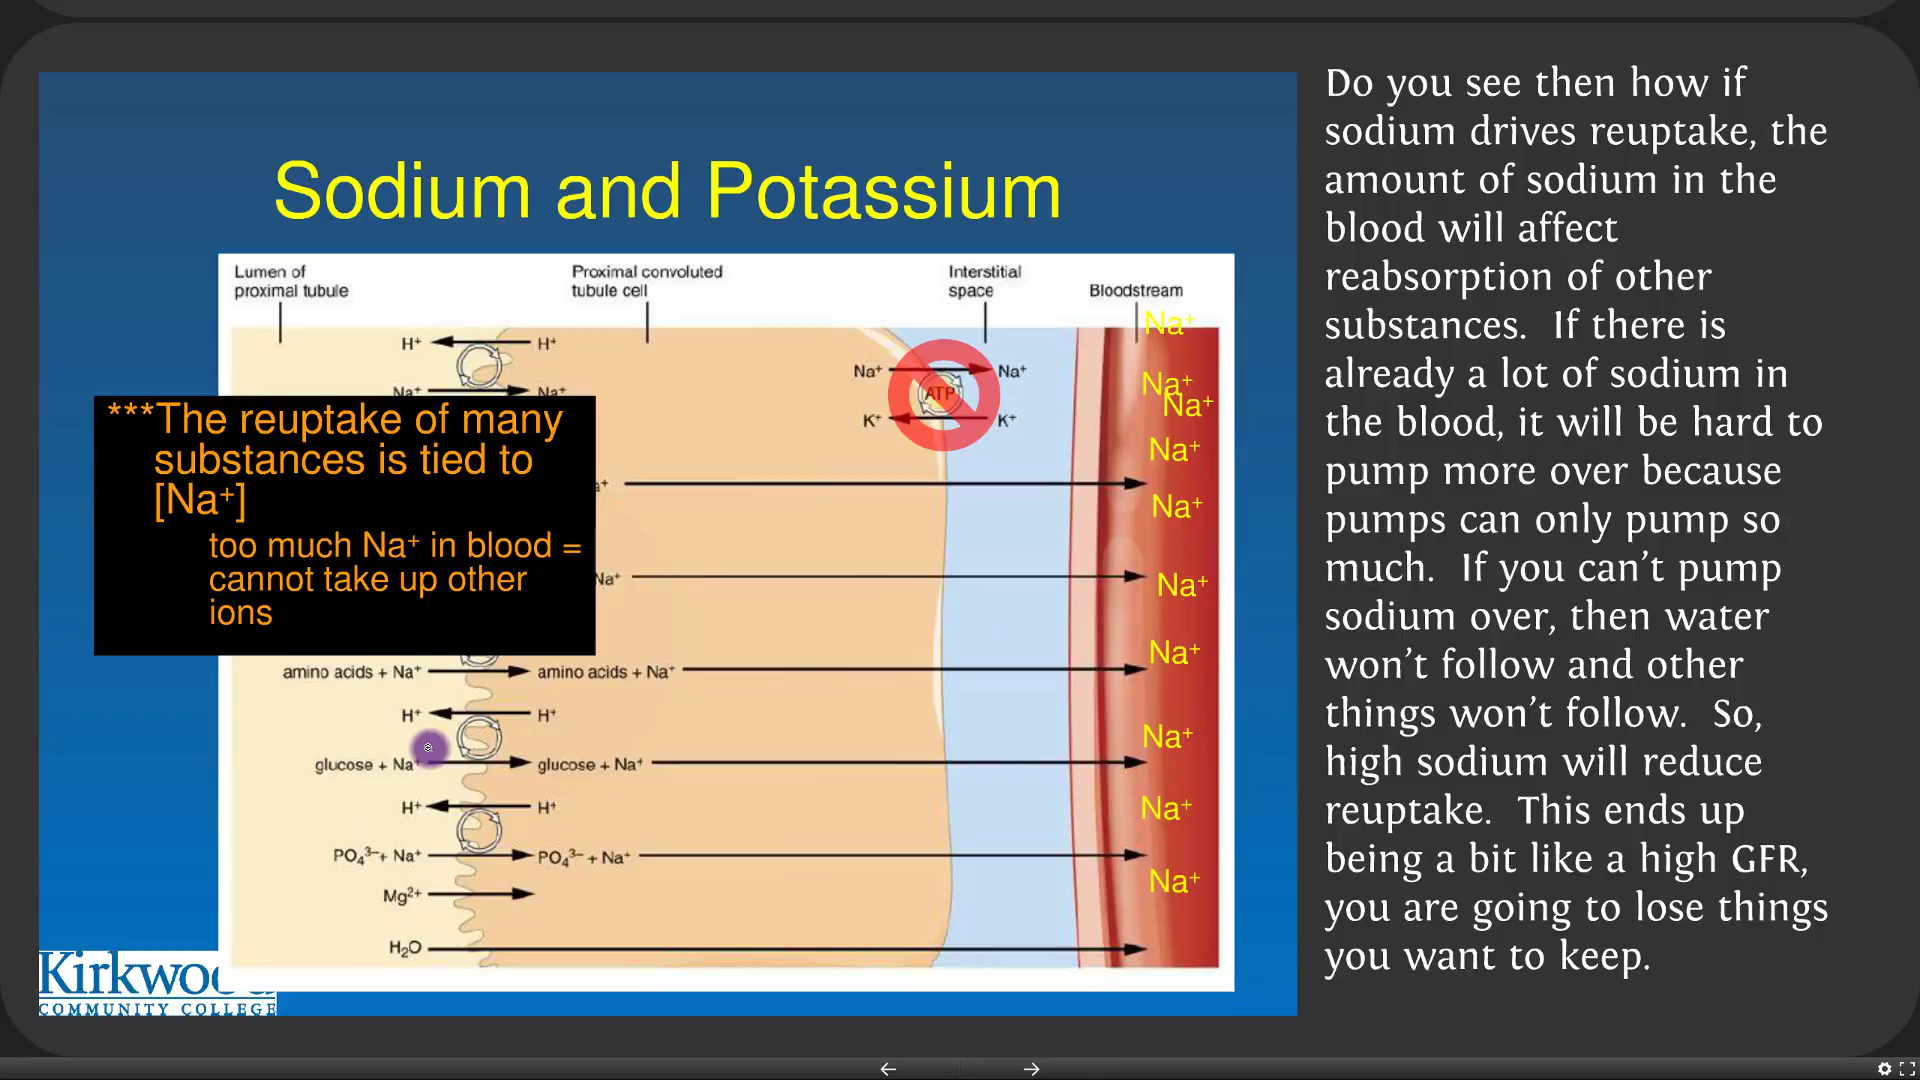 Sodium and Potassium
Lumen of
proximal tubule
Proximal convoluted
tubule cell
Interstitial
space
Bloodstream
H⁺ H⁺
Na⁺ Na⁺
Na⁺ Na⁺
ATP
K⁺ K⁺
***The reuptake of many
substances is tied to
[Na⁺]
too much Na⁺ in blood =
cannot take up other
ions
Na⁺
amino acids + Na⁺ amino acids + Na⁺
H⁺ H⁺
glucose + Na⁺ glucose + Na⁺
H⁺ H⁺
PO₄³⁻+ Na⁺ PO₄³⁻ + Na⁺
Mg²⁺
H₂O
Na⁺
Na⁺
Na⁺
Na⁺
Na⁺
Na⁺
Na⁺
Na⁺
Na⁺
Na⁺
COMMUNITY COLLEGE
Do you see then how if
sodium drives reuptake, the
amount of sodium in the
blood will affect
reabsorption of other
substances.  If there is
already a lot of sodium in
the blood, it will be hard to
pump more over because
pumps can only pump so
much.  If you can’t pump
sodium over, then water
won’t follow and other
things won’t follow.  So,
high sodium will reduce
reuptake.  This ends up
being a bit like a high GFR,
you are going to lose things
you want to keep.